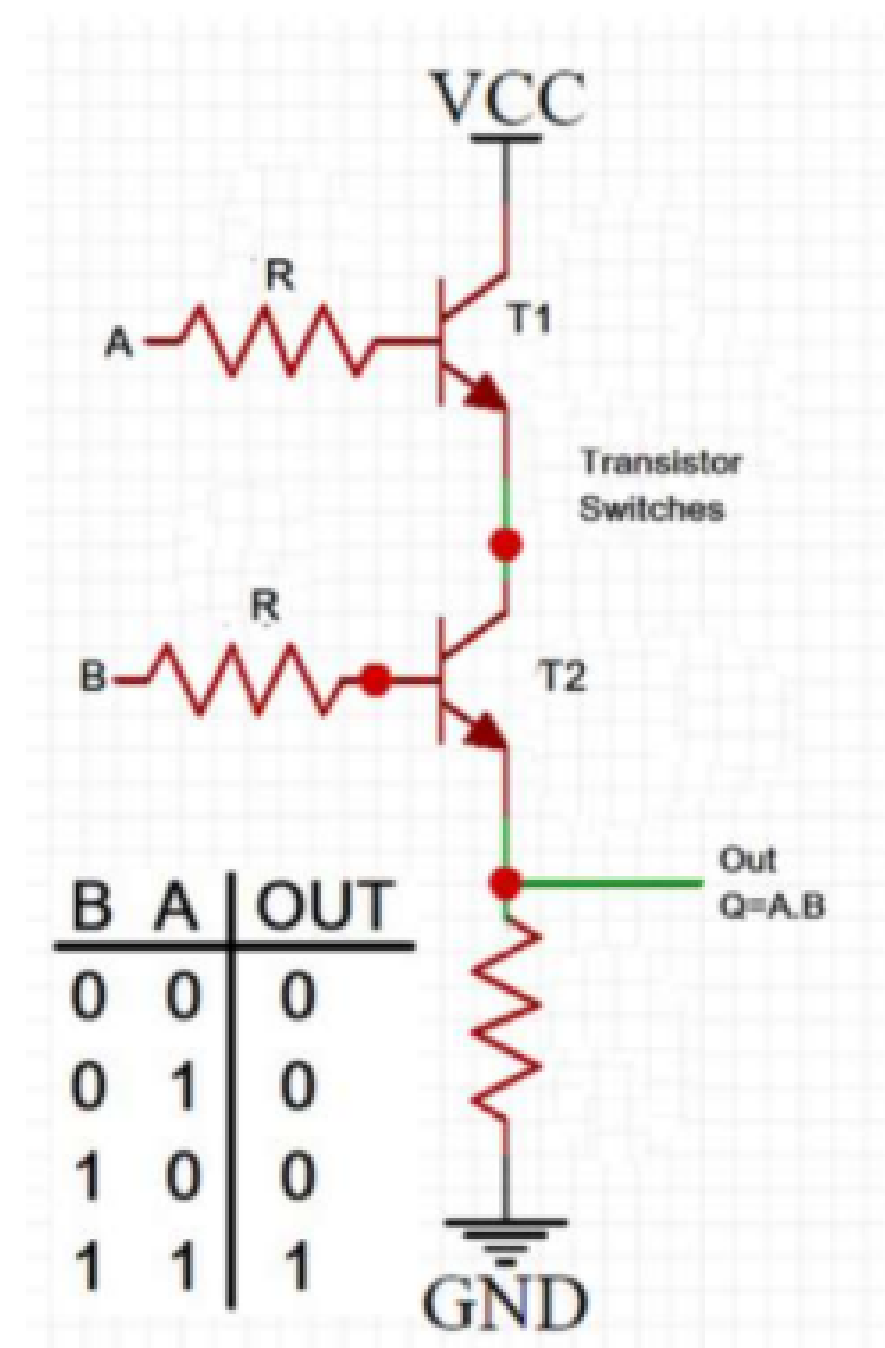 VCC
R
A
T1
Transistor
Switches
R
B
T2
Out
Q=A.B
B A OUT
0 0 0
0 1 0
1 0 0
1 1 1
GND